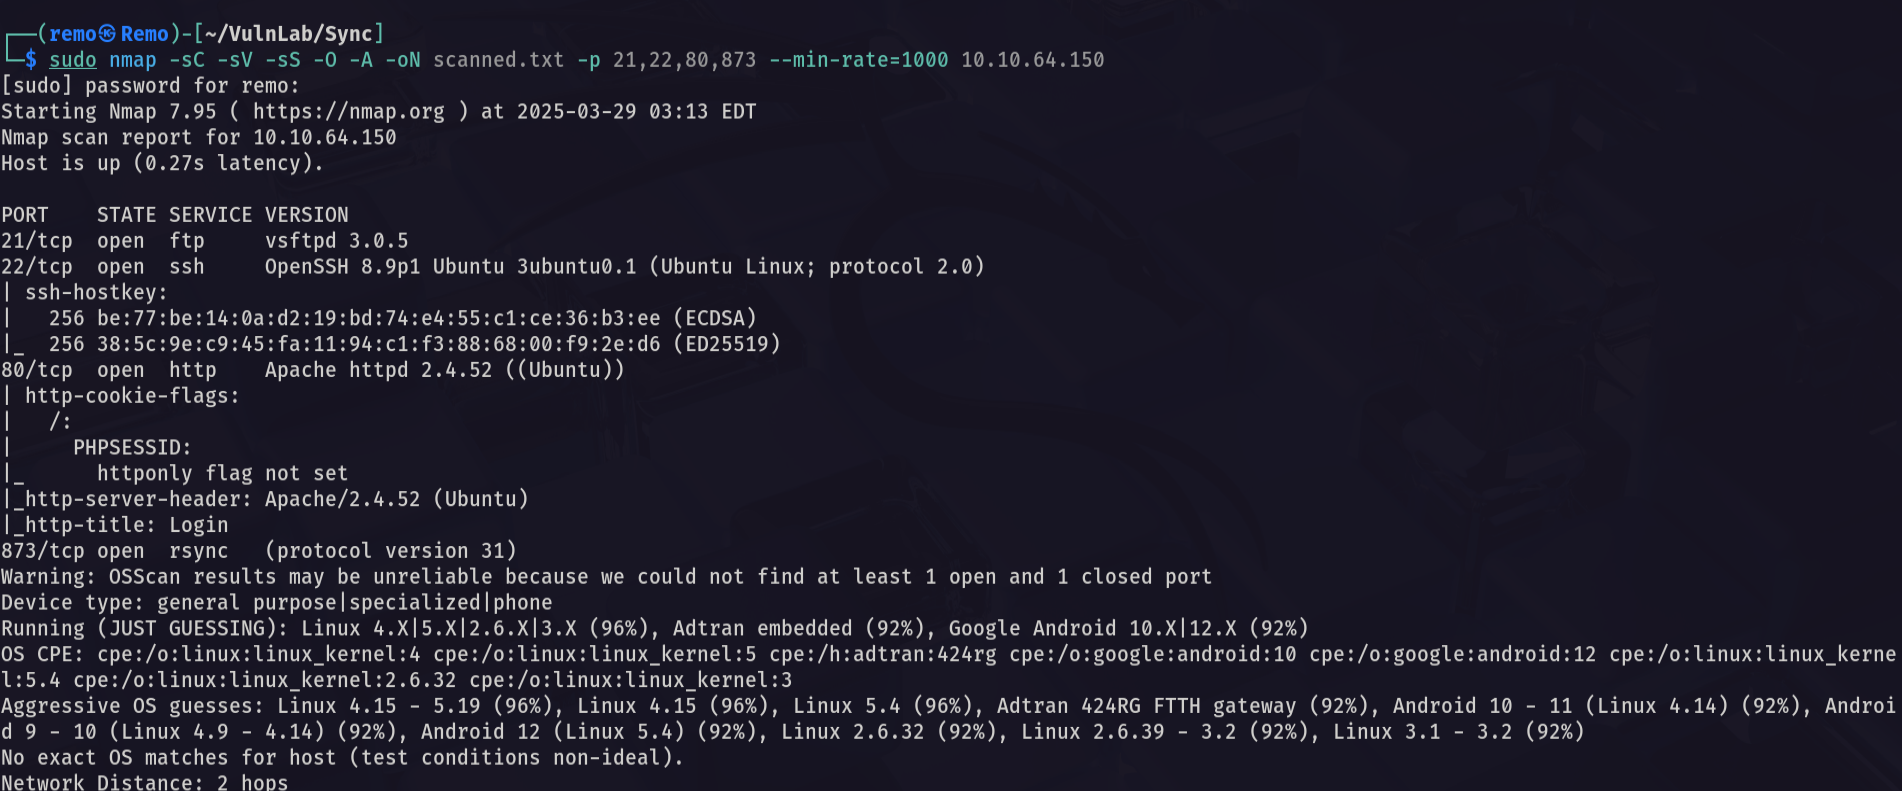 ┌──(remo㉿Remo)-[~/VulnLab/Sync]
└─$ sudo nmap -sC -sV -sS -O -A -oN scanned.txt -p 21,22,80,873 --min-rate=1000 10.10.64.150
[sudo] password for remo:
Starting Nmap 7.95 ( https://nmap.org ) at 2025-03-29 03:13 EDT
Nmap scan report for 10.10.64.150
Host is up (0.27s latency).

PORT    STATE SERVICE VERSION
21/tcp  open  ftp     vsftpd 3.0.5
22/tcp  open  ssh     OpenSSH 8.9p1 Ubuntu 3ubuntu0.1 (Ubuntu Linux; protocol 2.0)
| ssh-hostkey:
|   256 be:77:be:14:0a:d2:19:bd:74:e4:55:c1:ce:36:b3:ee (ECDSA)
|_  256 38:5c:9e:c9:45:fa:11:94:c1:f3:88:68:00:f9:2e:d6 (ED25519)
80/tcp  open  http    Apache httpd 2.4.52 ((Ubuntu))
| http-cookie-flags:
|   /:
|     PHPSESSID:
|_      httponly flag not set
|_http-server-header: Apache/2.4.52 (Ubuntu)
|_http-title: Login
873/tcp open  rsync   (protocol version 31)
Warning: OSScan results may be unreliable because we could not find at least 1 open and 1 closed port
Device type: general purpose|specialized|phone
Running (JUST GUESSING): Linux 4.X|5.X|2.6.X|3.X (96%), Adtran embedded (92%), Google Android 10.X|12.X (92%)
OS CPE: cpe:/o:linux:linux_kernel:4 cpe:/o:linux:linux_kernel:5 cpe:/h:adtran:424rg cpe:/o:google:android:10 cpe:/o:google:android:12 cpe:/o:linux:linux_kerne
l:5.4 cpe:/o:linux:linux_kernel:2.6.32 cpe:/o:linux:linux_kernel:3
Aggressive OS guesses: Linux 4.15 - 5.19 (96%), Linux 4.15 (96%), Linux 5.4 (96%), Adtran 424RG FTTH gateway (92%), Android 10 - 11 (Linux 4.14) (92%), Androi
d 9 - 10 (Linux 4.9 - 4.14) (92%), Android 12 (Linux 5.4) (92%), Linux 2.6.32 (92%), Linux 2.6.39 - 3.2 (92%), Linux 3.1 - 3.2 (92%)
No exact OS matches for host (test conditions non-ideal).
Network Distance: 2 hops